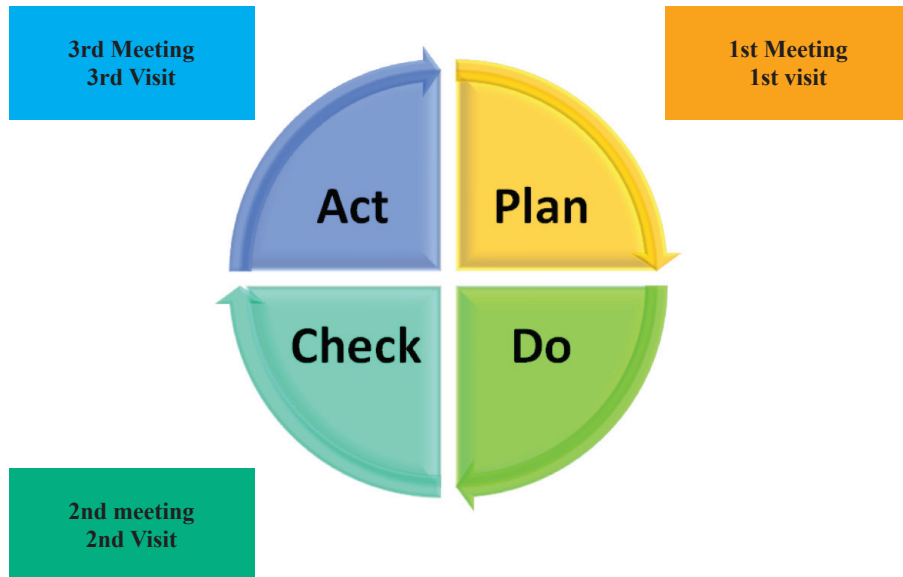 3rd Meeting
3rd Visit
1st Meeting
1st visit
Act
Plan
Check
Do
2nd meeting
2nd Visit